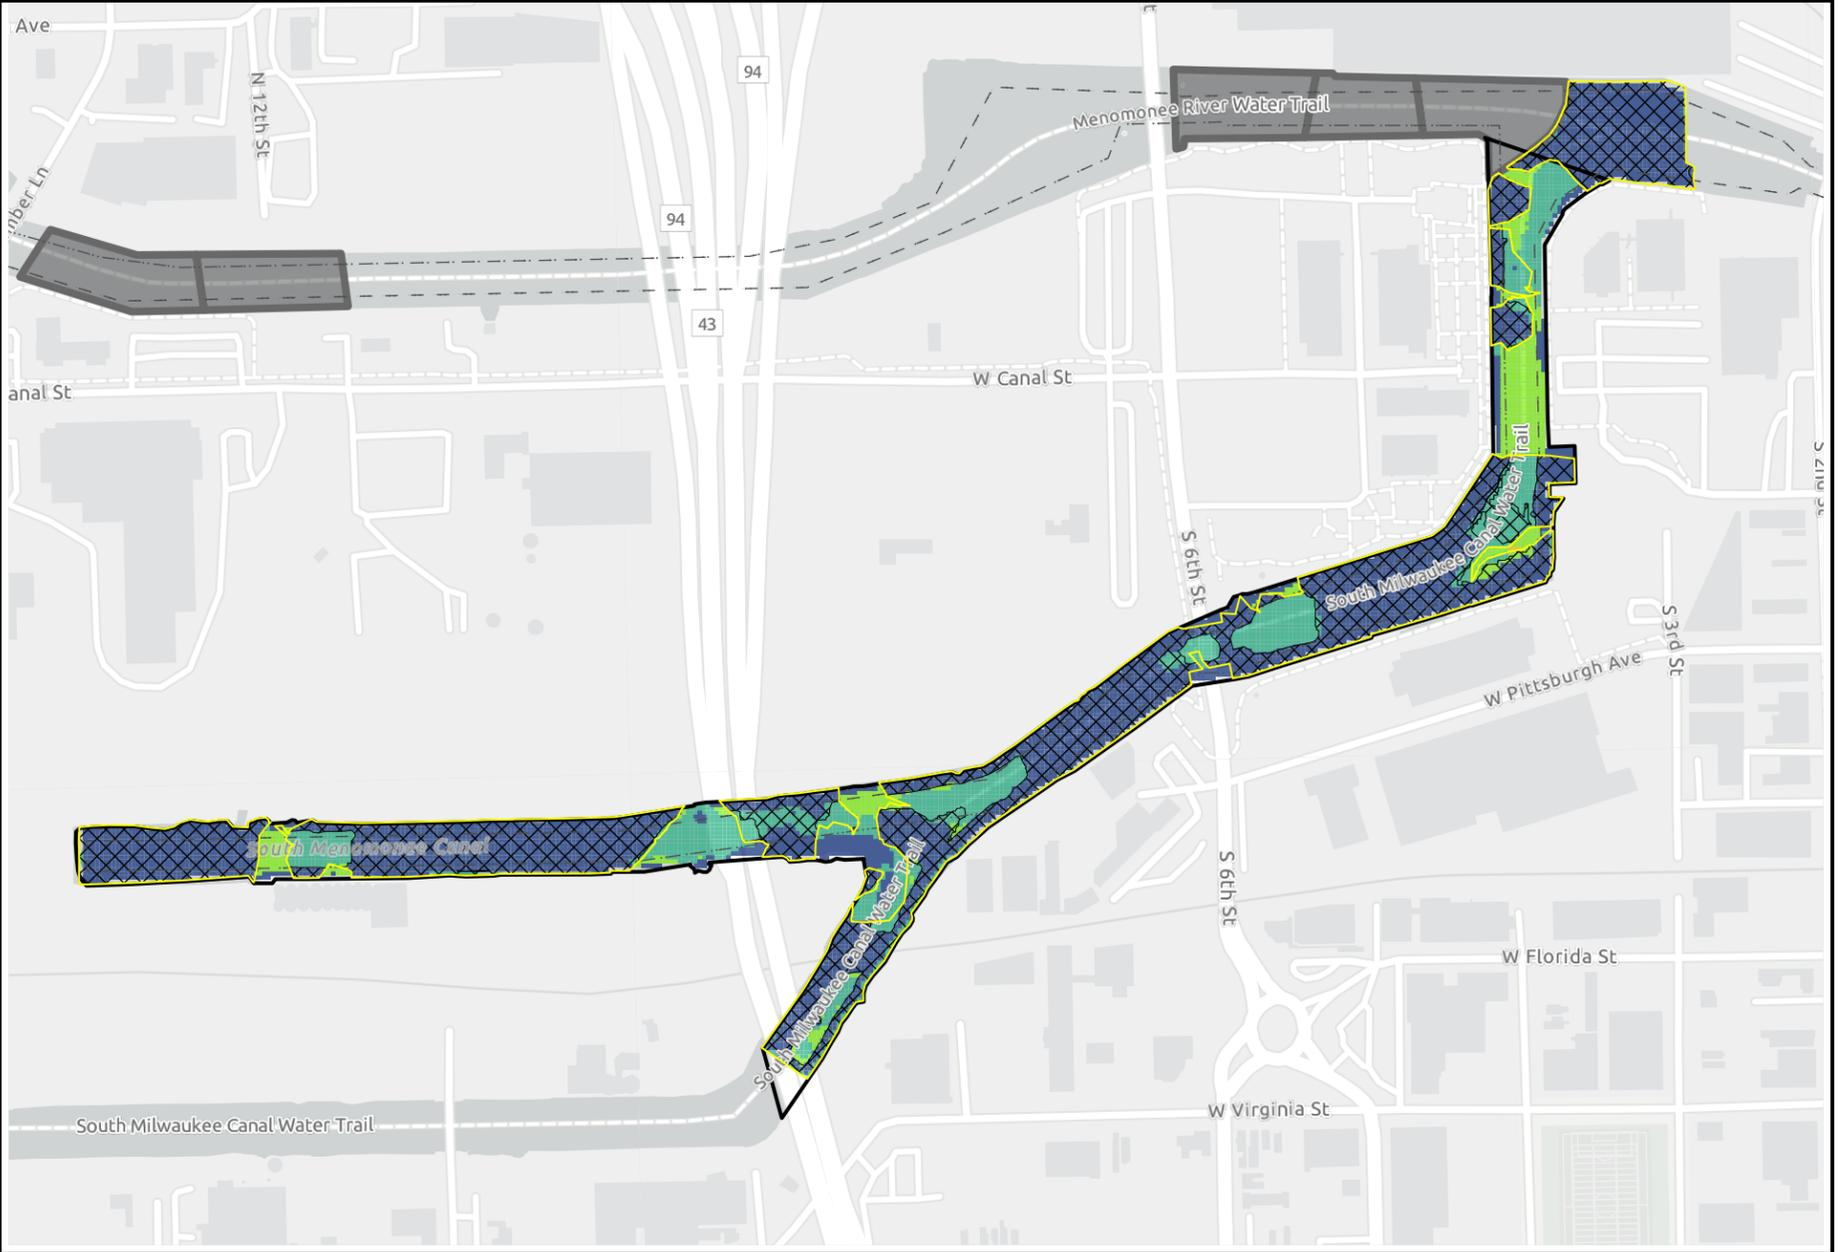 Ave
94
N 12th St
Menomonee River Water Trail
94
43
W Canal St
anal St
South Milwaukee Canal Water Trail
S 6th St
South Milwaukee Canal Water Trail
S 3rd St
W Pittsburgh Ave
South Menomonee Canal
South Milwaukee Canal Water Trail
S 6th St
W Florida St
W Virginia St
South Milwaukee Canal Water Trail